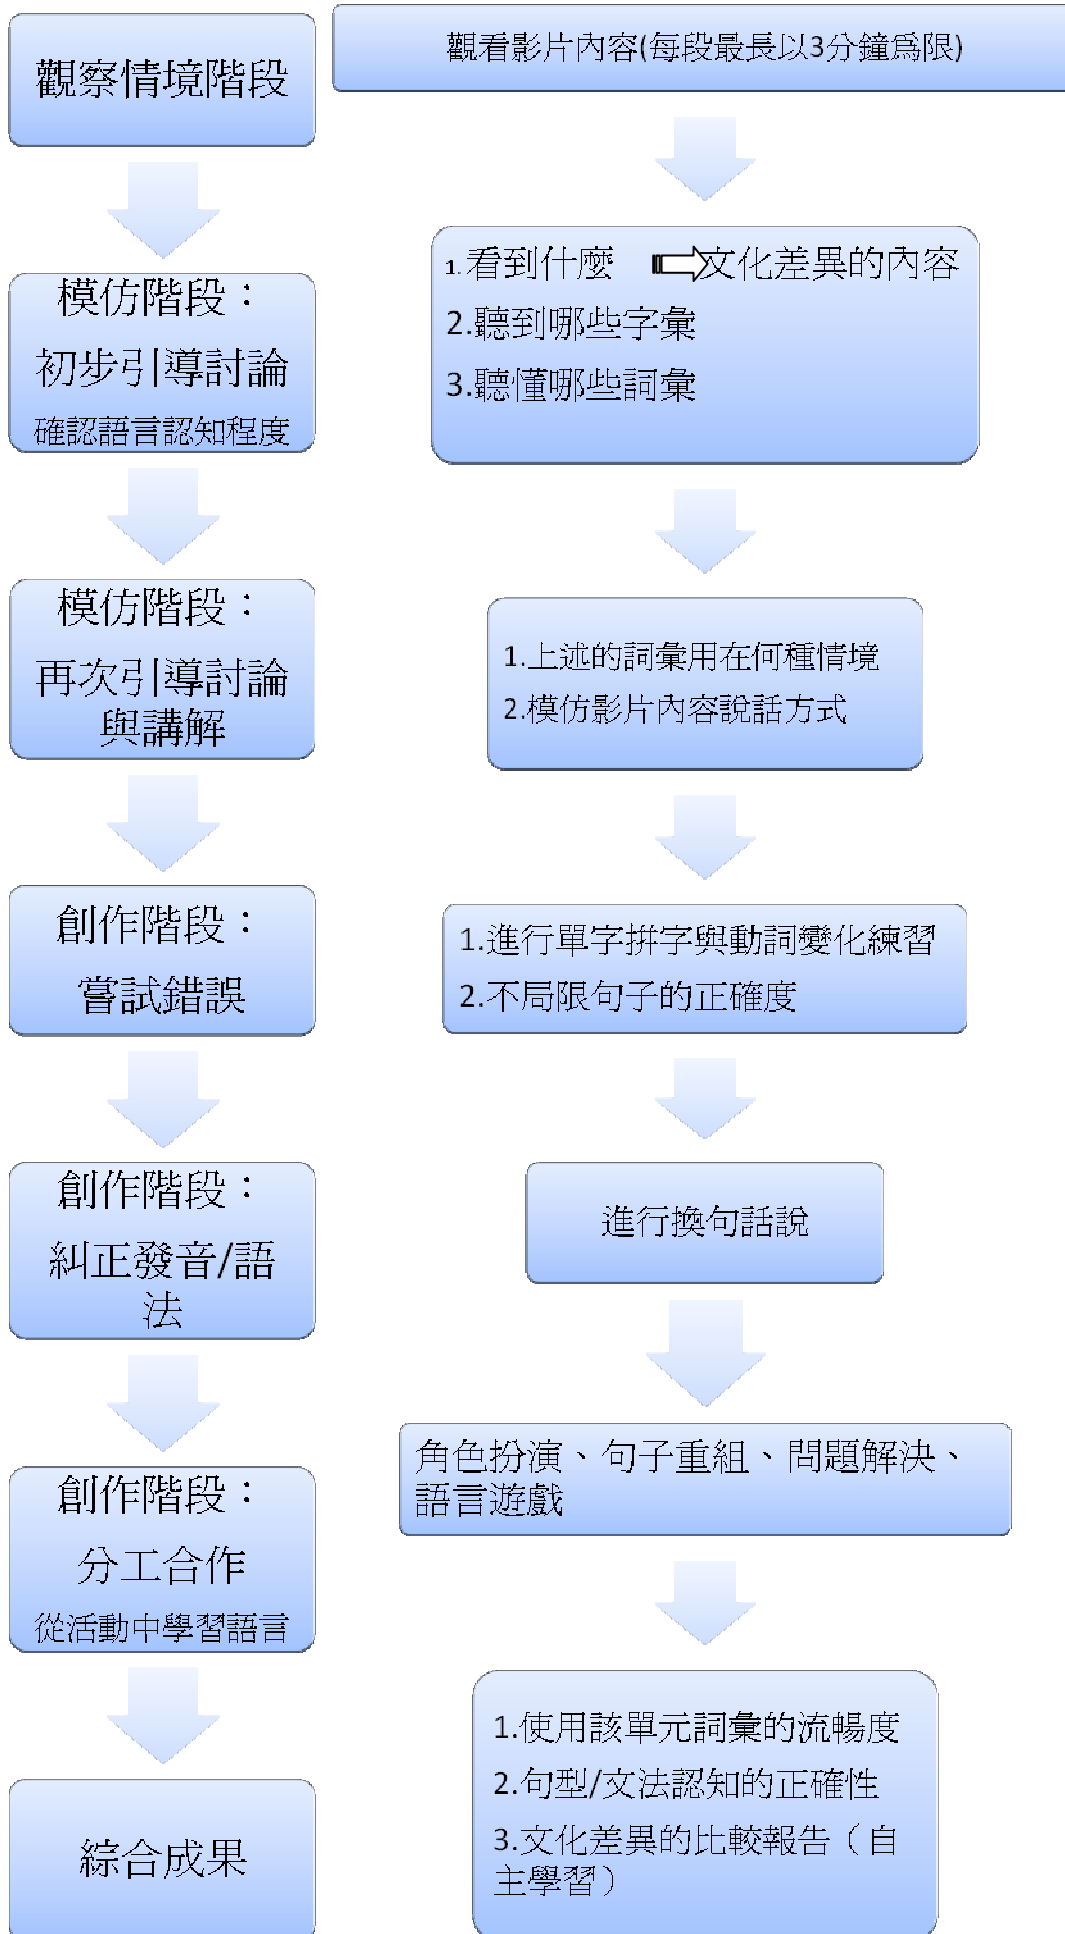 觀察情境階段
觀看影片內容(每段最長以3分鐘為限)
模仿階段：
初步引導討論
確認語言認知程度
1.看到什麼 文化差異的內容
2.聽到哪些字彙
3.聽懂哪些詞彙
模仿階段：
再次引導討論
與講解
1.上述的詞彙用在何種情境
2.模仿影片內容說話方式
創作階段：
嘗試錯誤
1.進行單字拼字與動詞變化練習
2.不局限句子的正確度
創作階段：
糾正發音/語
法
進行換句話說
創作階段：
分工合作
從活動中學習語言
角色扮演、句子重組、問題解決、
語言遊戲
綜合成果
1.使用該單元詞彙的流暢度
2.句型/文法認知的正確性
3.文化差異的比較報告（自
主學習）